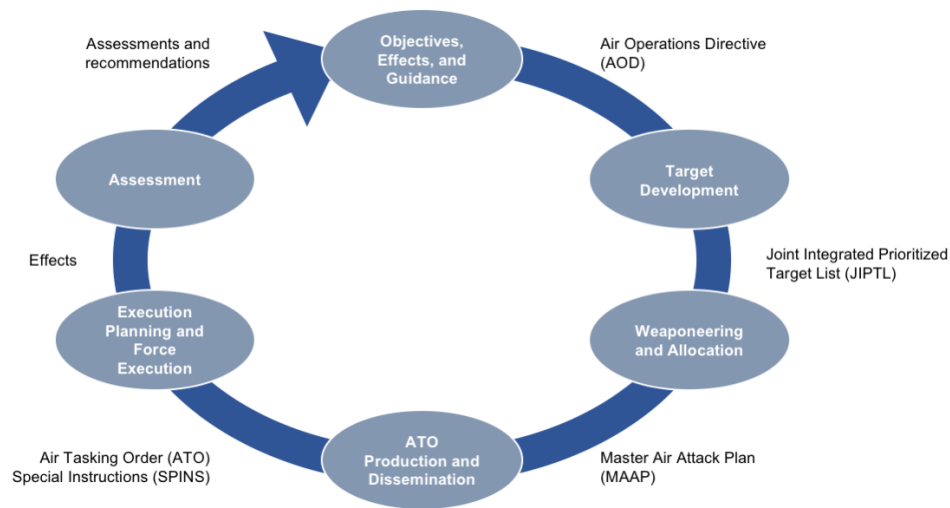 Objectives,
Effects, and
Guidance
Air Operations Directive
(AOD)
Target
Development
Joint Integrated Prioritized
Target List (JIPTL)
Weaponeering
and Allocation
Master Air Attack Plan
(MAAP)
ATO
Production and
Dissemination
Air Tasking Order (ATO)
Special Instructions (SPINS)
Execution
Planning and
Force
Execution
Effects
Assessment
Assessments and
recommendations